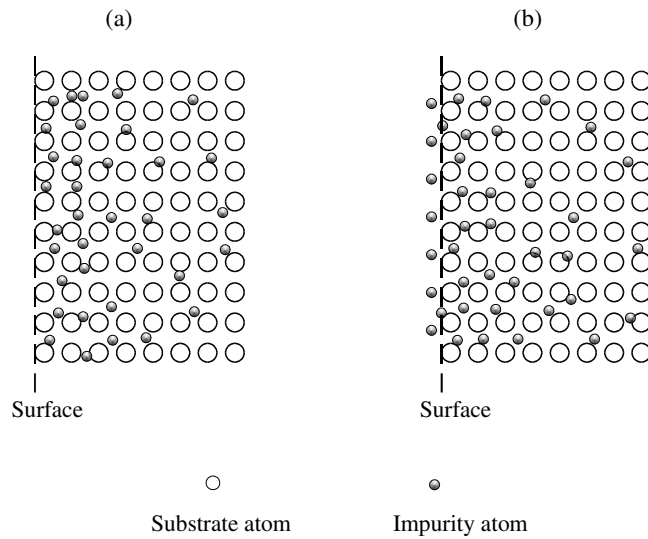 (a)
(b)
Surface
Surface
Substrate atom
Impurity atom